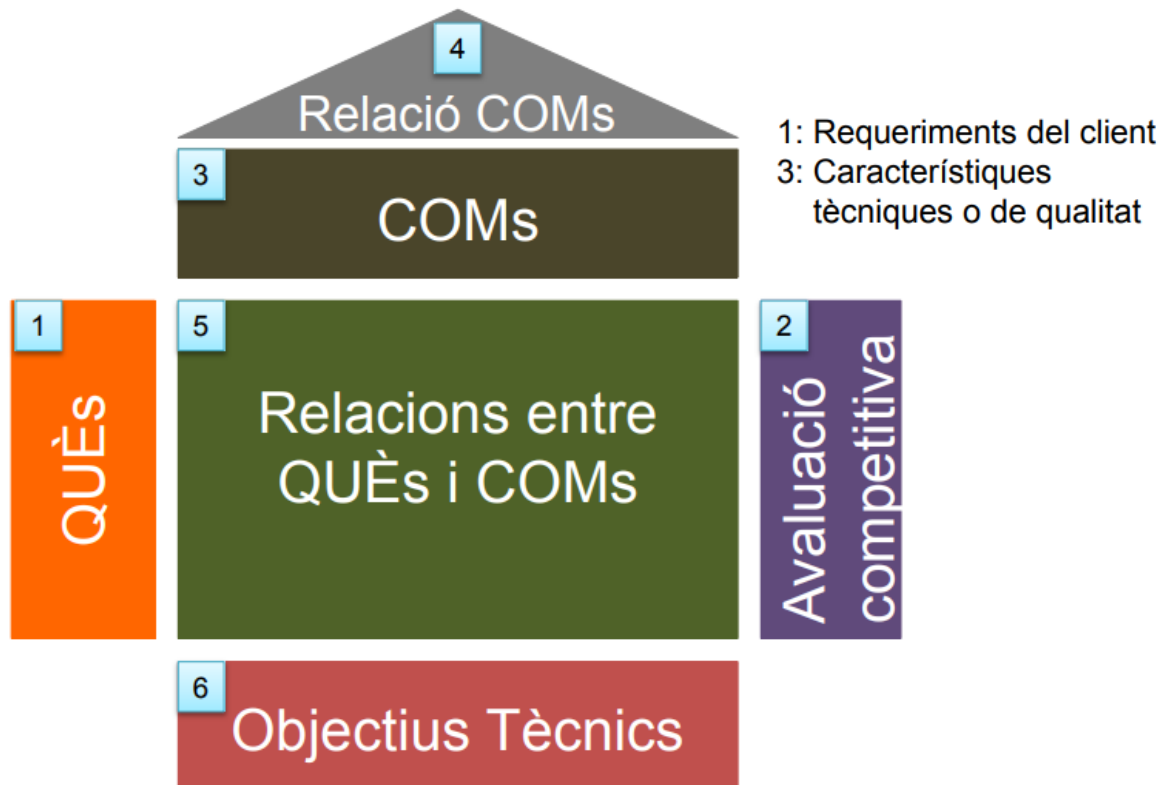 4
Relació COMs
1: Requeriments del client
3: Característiques
tècniques o de qualitat
3
COMs
1
QUÈs
5
Relacions entre
QUÈs i COMs
2
Avaluació
competitiva
6
Objectius Tècnics